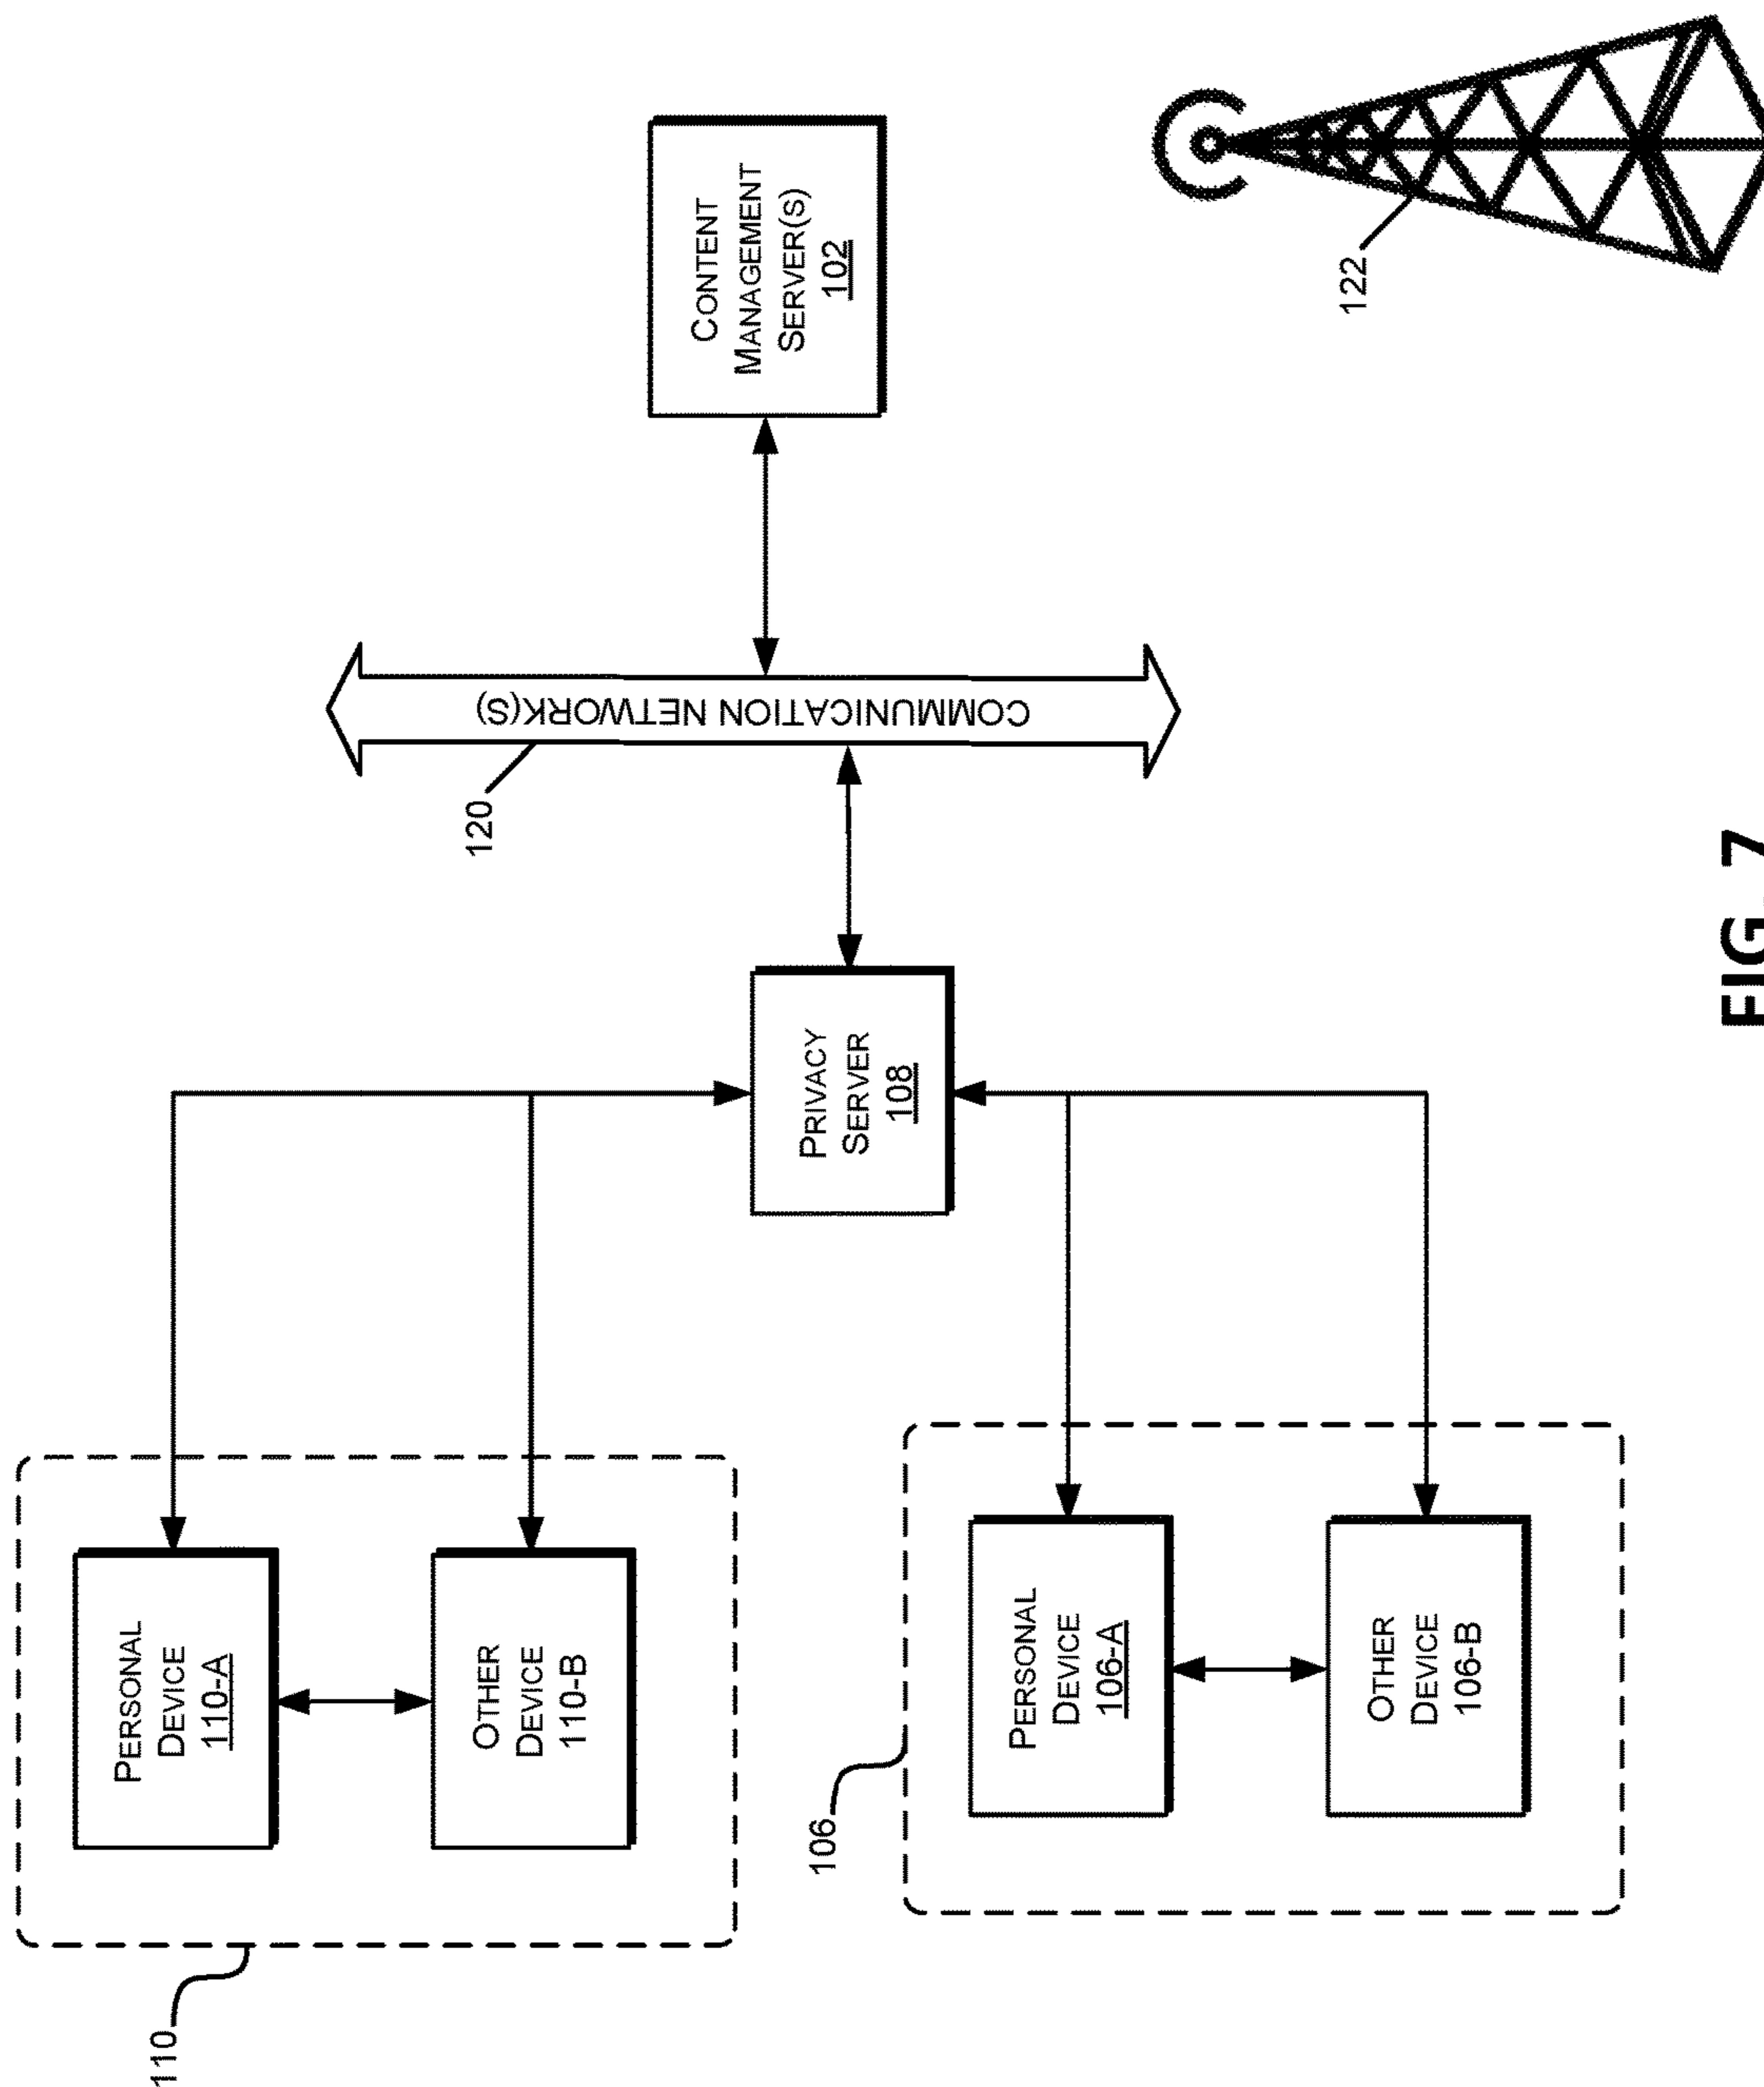 110
PERSONAL
DEVICE
110-A
OTHER
DEVICE
110-B
120
COMMUNICATION NETWORK(S)
CONTENT
MANAGEMENT
SERVER(S)
102
PRIVACY
SERVER
108
106
PERSONAL
DEVICE
106-A
OTHER
DEVICE
106-B
122
FIG. 7